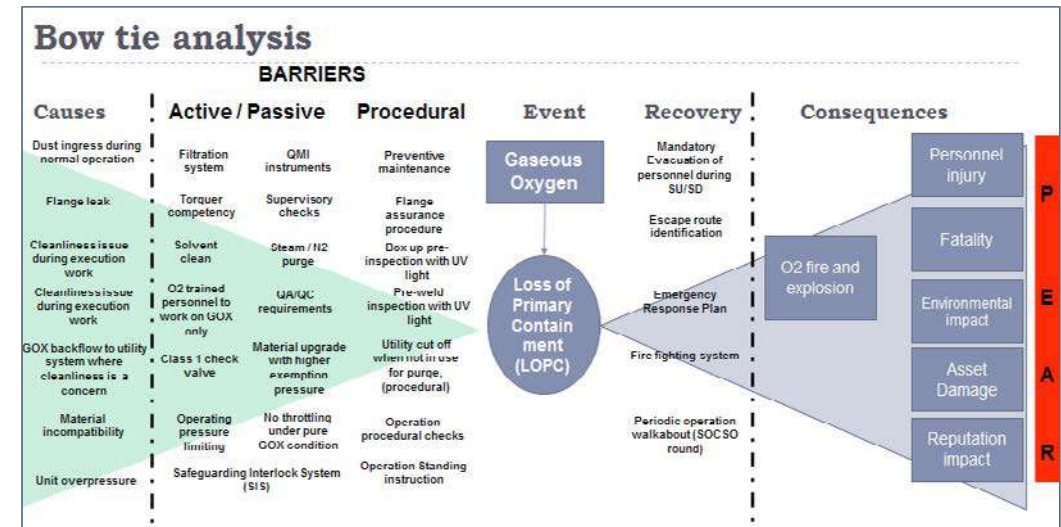 Bow tie analysis
BARRIERS
Causes
Active / Passive
Procedural
Event
Recovery
Consequences
Dust ingress during
normal operation
Filtration
system
QMI
instruments
Preventive
maintenance
Flange leak
Torquer
competency
Supervisory
checks
Flange
assurance
procedure
Cleanliness issue
during execution
work
Solvent
clean
Steam / N2
purge
Box up pre-
inspection with UV
light
Cleanliness issue
during execution
work
O2 trained
personnel to
work on GOX
only
QA/QC
requirements
Pre-weld
inspection with UV
light
GOX backflow to utility
system where
cleanliness is a
concern
Class 1 check
valve
Material upgrade
with higher
exemption
pressure
Utility cut off
when not in use
for purge,
(procedural)
Material
incompatibility
Operating
pressure
limiting
No throttling
under pure
GOX condition
Operation
procedural checks
Unit overpressure
Safeguarding Interlock System
(SIS)
Operation Standing
instruction
Gaseous
Oxygen
Loss of
Primary
Contain
ment
(LOPC)
Mandatory
Evacuation of
personnel during
SU/SD
Escape route
identification
Emergency
Response Plan
Fire fighting system
Periodic operation
walkabout (SOCSO
round)
O2 fire and
explosion
Personnel
injury
Fatality
Environmental
impact
Asset
Damage
Reputation
impact
P
E
A
R